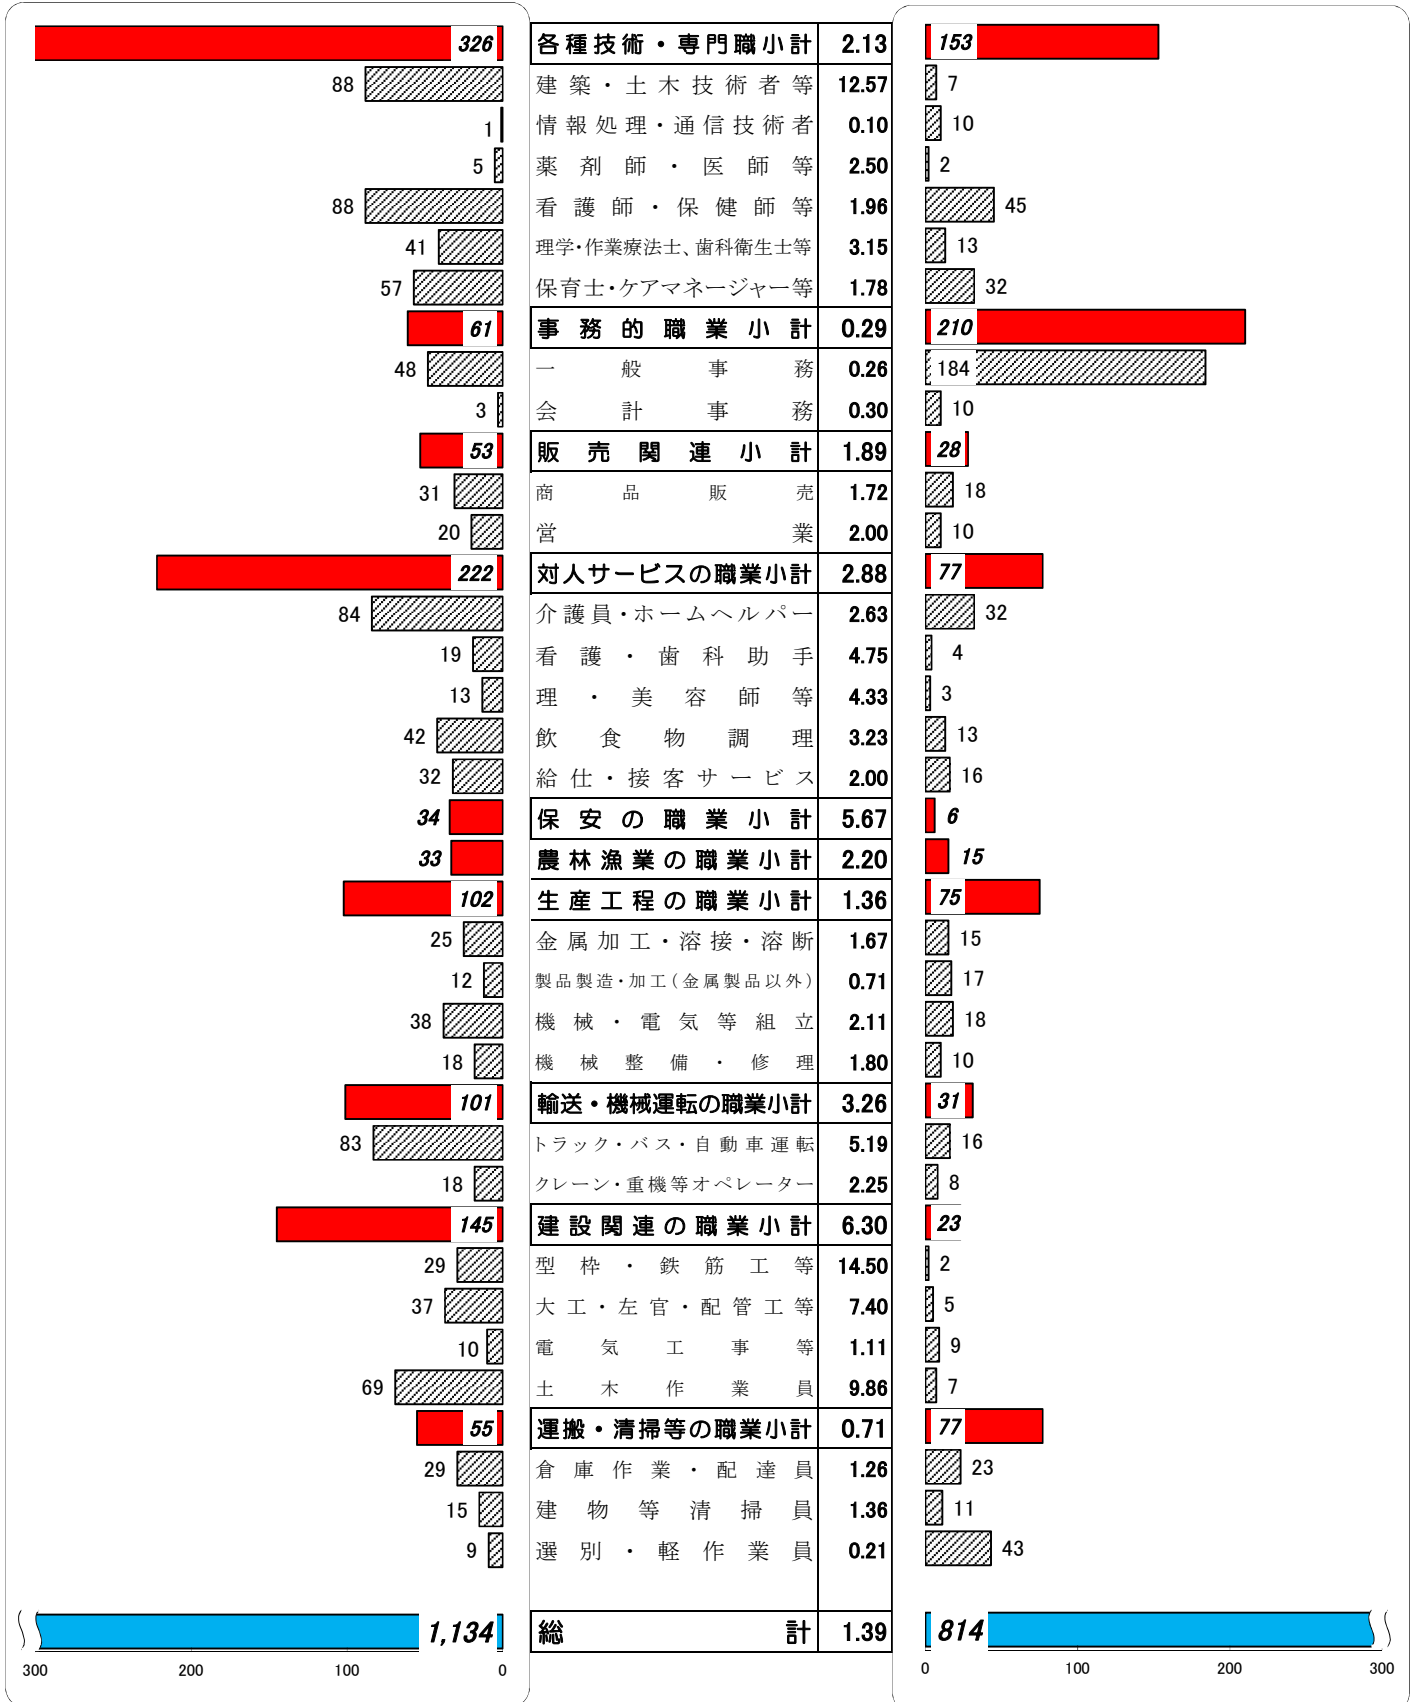 326 各種技術・専門職小計 2.13 153
88 建築・土木技術者等 12.57 7
1 情報処理・通信技術者 0.10 10
5 薬剤師・医師等 2.50 2
88 看護師・保健師等 1.96 45
41 理学・作業療法士、歯科衛生士等 3.15 13
57 保育士・ケアマネージャー等 1.78 32
61 事務的職業小計 0.29 210
48 一般事務 0.26 184
3 会計事務 0.30 10
53 販売関連小計 1.89 28
31 商品販売 1.72 18
20 営業 2.00 10
222 対人サービスの職業小計 2.88 77
84 介護員・ホームヘルパー 2.63 32
19 看護・歯科助手 4.75 4
13 理・美容師等 4.33 3
42 飲食物調理 3.23 13
32 給仕・接客サービス 2.00 16
34 保安の職業小計 5.67 6
33 農林漁業の職業小計 2.20 15
102 生産工程の職業小計 1.36 75
25 金属加工・溶接・溶断 1.67 15
12 製品製造・加工(金属製品以外) 0.71 17
38 機械・電気等組立 2.11 18
18 機械整備・修理 1.80 10
101 輸送・機械運転の職業小計 3.26 31
83 トラック・バス・自動車運転 5.19 16
18 クレーン・重機等オペレーター 2.25 8
145 建設関連の職業小計 6.30 23
29 型枠・鉄筋工等 14.50 2
37 大工・左官・配管工等 7.40 5
10 電気工事等 1.11 9
69 土木作業員 9.86 7
55 運搬・清掃等の職業小計 0.71 77
29 倉庫作業・配達員 1.26 23
15 建物等清掃員 1.36 11
9 選別・軽作業員 0.21 43
1,134 総計 1.39 814
300 200 100 0 0 100 200 300